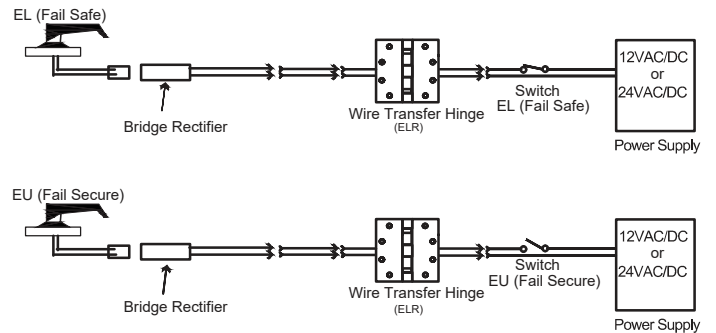 EL (Fail Safe)
Bridge Rectifier
Wire Transfer Hinge
(ELR)
Switch
EL (Fail Safe)
12VAC/DC
or
24VAC/DC
Power Supply
EU (Fail Secure)
Bridge Rectifier
Wire Transfer Hinge
(ELR)
Switch
EU (Fail Secure)
12VAC/DC
or
24VAC/DC
Power Supply